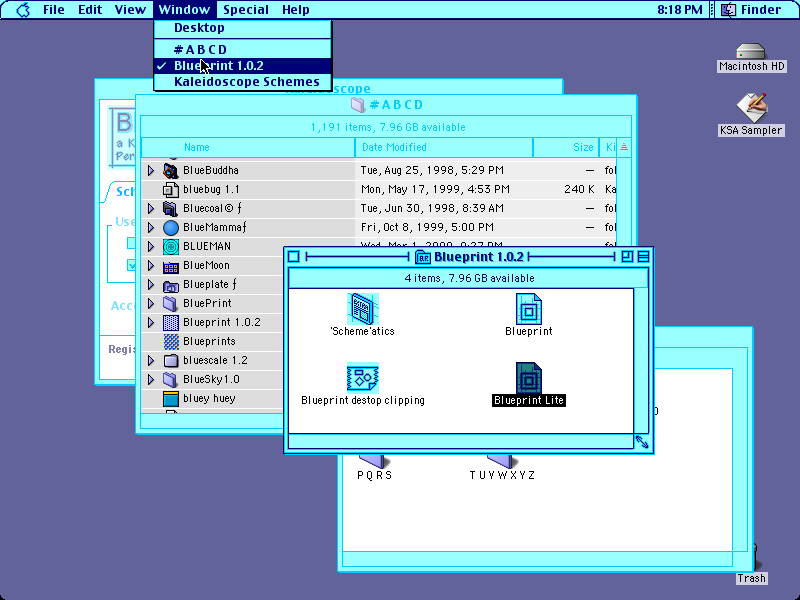 File Edit View Window Special Help 8:18 PM Finder
Desktop
#ABCD
✓ Blueprint 1.0.2
Kaleidoscope Schemes
Macintosh HD
KSA Sampler
#ABCD
1,191 items, 7.96 GB available
Name Date Modified Size Ki
BlueBuddha Tue, Aug 25, 1998, 5:29 PM — fol
bluebug 1.1 Mon, May 17, 1999, 4:53 PM 240 K Ka
Bluecoal© ƒ Tue, Jun 30, 1998, 8:39 AM — fol
BlueMammaƒ Fri, Oct 8, 1999, 5:00 PM — fol
BLUEMAN Wed, Mar 1, 2000, 9:27 PM — fol
BlueMoon
Blueplate ƒ
BluePrint
Blueprint 1.0.2
Blueprints
bluescale 1.2
BlueSky1.0
bluey huey
Blueprint 1.0.2
4 items, 7.96 GB available
'Scheme'atics
Blueprint
Blueprint destop clipping
Blueprint Lite
B
a K
Per
Sch
Use
Acce
Regis
PQRS
TUVWXYZ
Trash